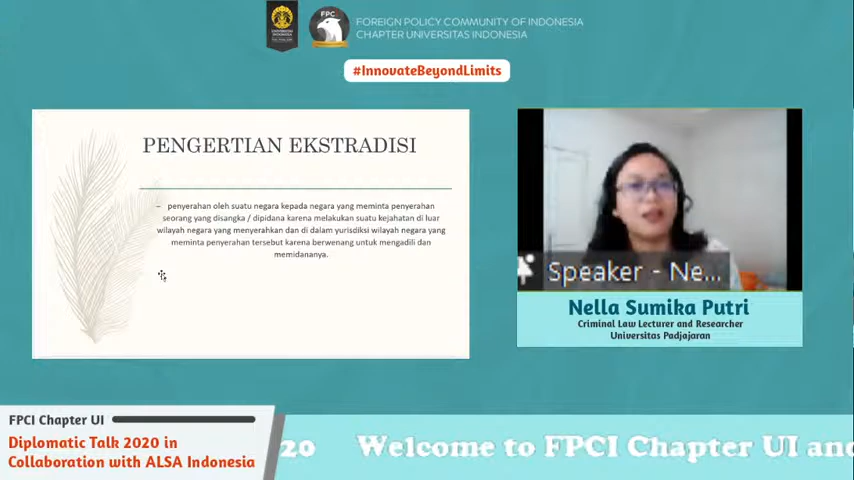 FPC
FOREIGN POLICY COMMUNITY OF INDONESIA
CHAPTER UNIVERSITAS INDONESIA
#InnovateBeyondLimits
PENGERTIAN EKSTRADISI
– penyerahan oleh suatu negara kepada negara yang meminta penyerahan
seorang yang disangka / dipidana karena melakukan suatu kejahatan di luar
wilayah negara yang menyerahkan dan di dalam yurisdiksi wilayah negara yang
meminta penyerahan tersebut karena berwenang untuk mengadili dan
memidananya.
Speaker - Ne...
Nella Sumika Putri
Criminal Law Lecturer and Researcher
Universitas Padjajaran
FPCI Chapter UI
Diplomatic Talk 2020 in
Collaboration with ALSA Indonesia
20 Welcome to FPCI Chapter UI and